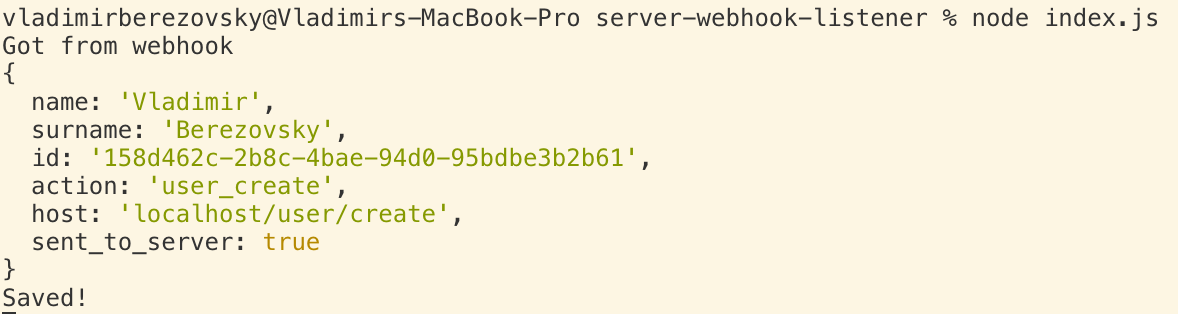 vladimirberezovsky@Vladimirs-MacBook-Pro server-webhook-listener % node index.js
Got from webhook
{
  name: 'Vladimir',
  surname: 'Berezovsky',
  id: '158d462c-2b8c-4bae-94d0-95bdbe3b2b61',
  action: 'user_create',
  host: 'localhost/user/create',
  sent_to_server: true
}
Saved!